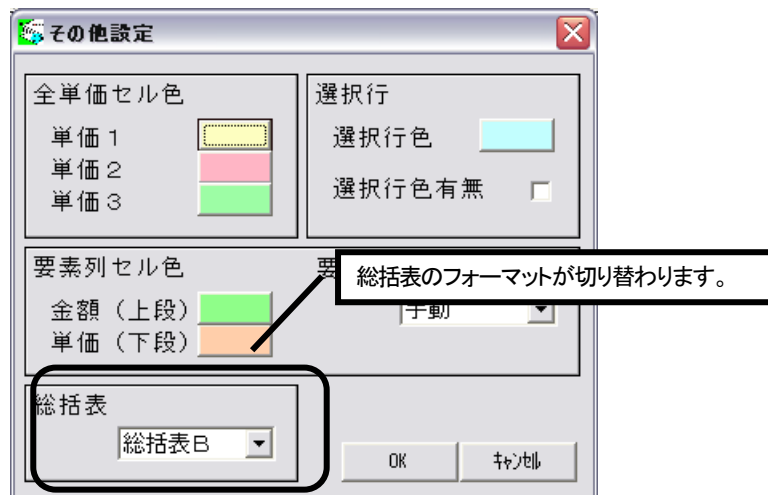 その他設定
全単価セル色
単価1
単価2
単価3
選択行
選択行色
選択行色有無
要素列セル色
金額（上段）
単価（下段）
要
手動
総括表のフォーマットが切り替わります。
総括表
総括表B
OK
ｷｬﾝｾﾙ